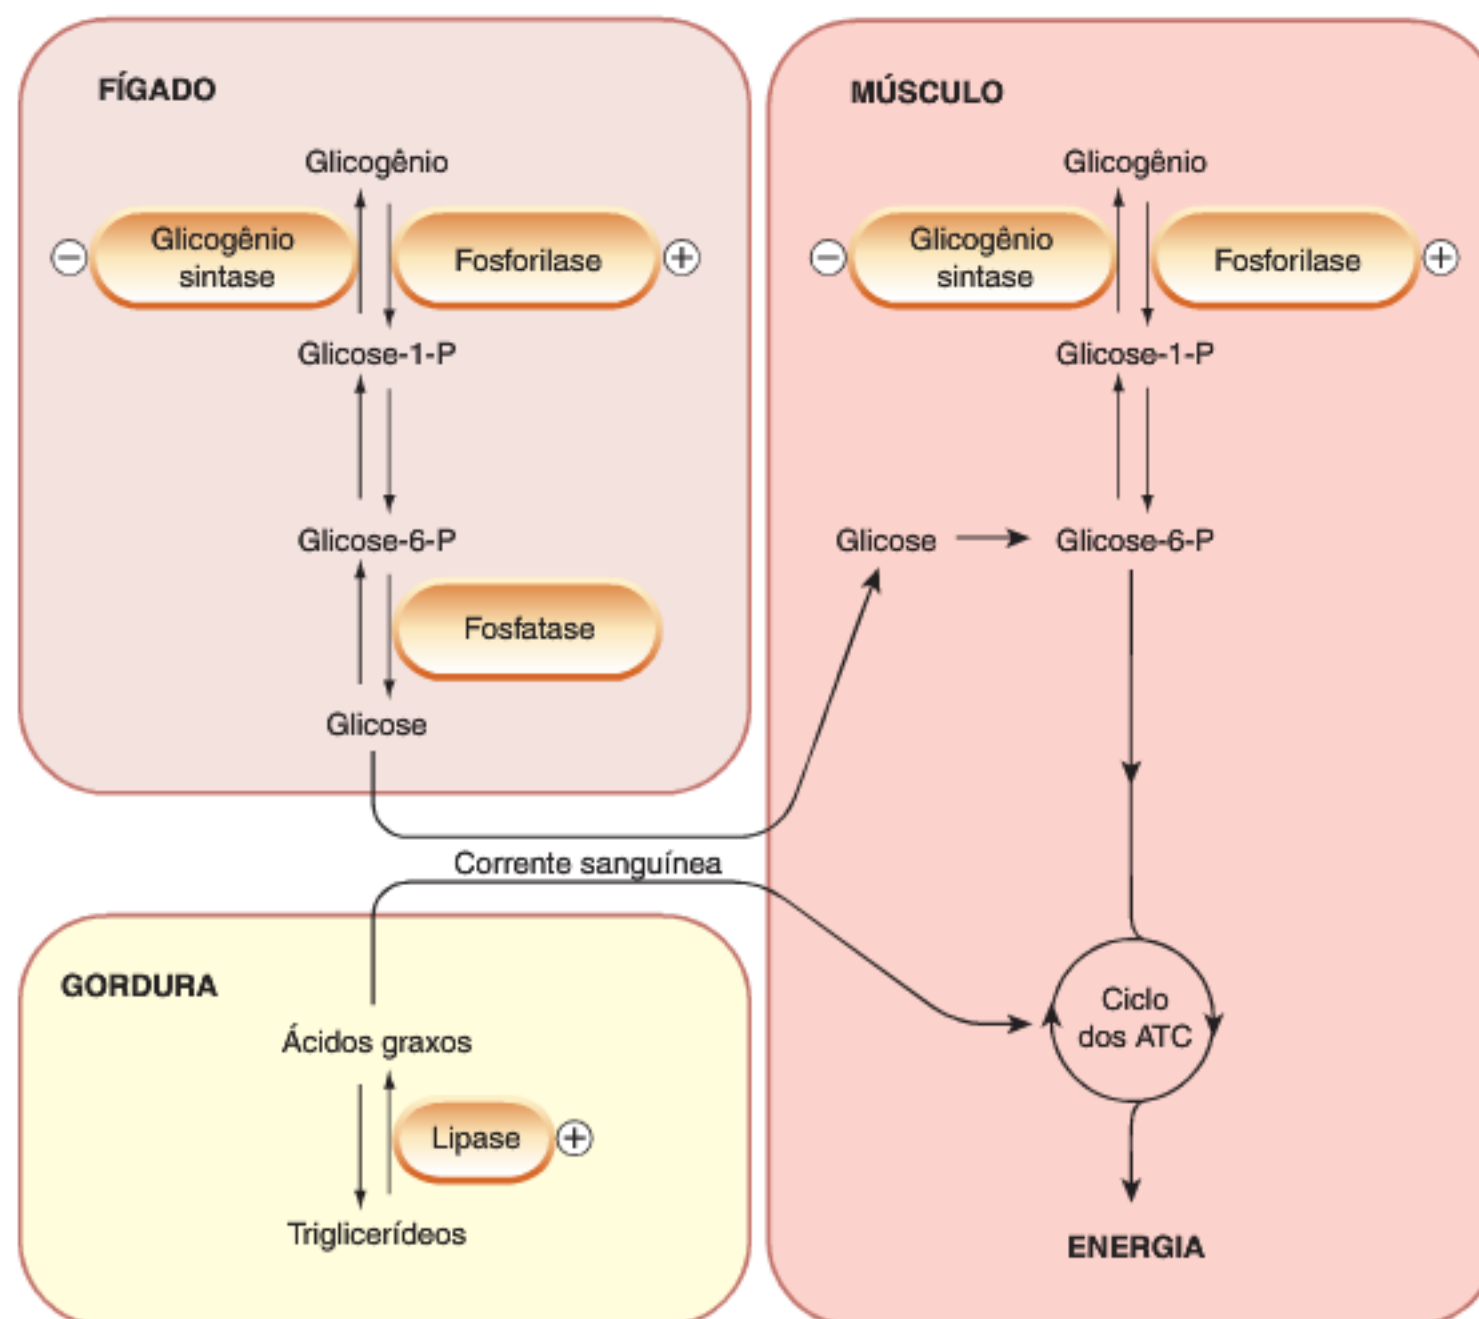 FÍGADO
Glicogênio
Glicogênio
sintase
Fosforilase
−
+
Glicose-1-P
Glicose-6-P
Fosfatase
Glicose
MÚSCULO
Glicogênio
Glicogênio
sintase
Fosforilase
−
+
Glicose-1-P
Glicose
Glicose-6-P
Corrente sanguínea
GORDURA
Ácidos graxos
Lipase
+
Triglicerídeos
Ciclo
dos ATC
ENERGIA